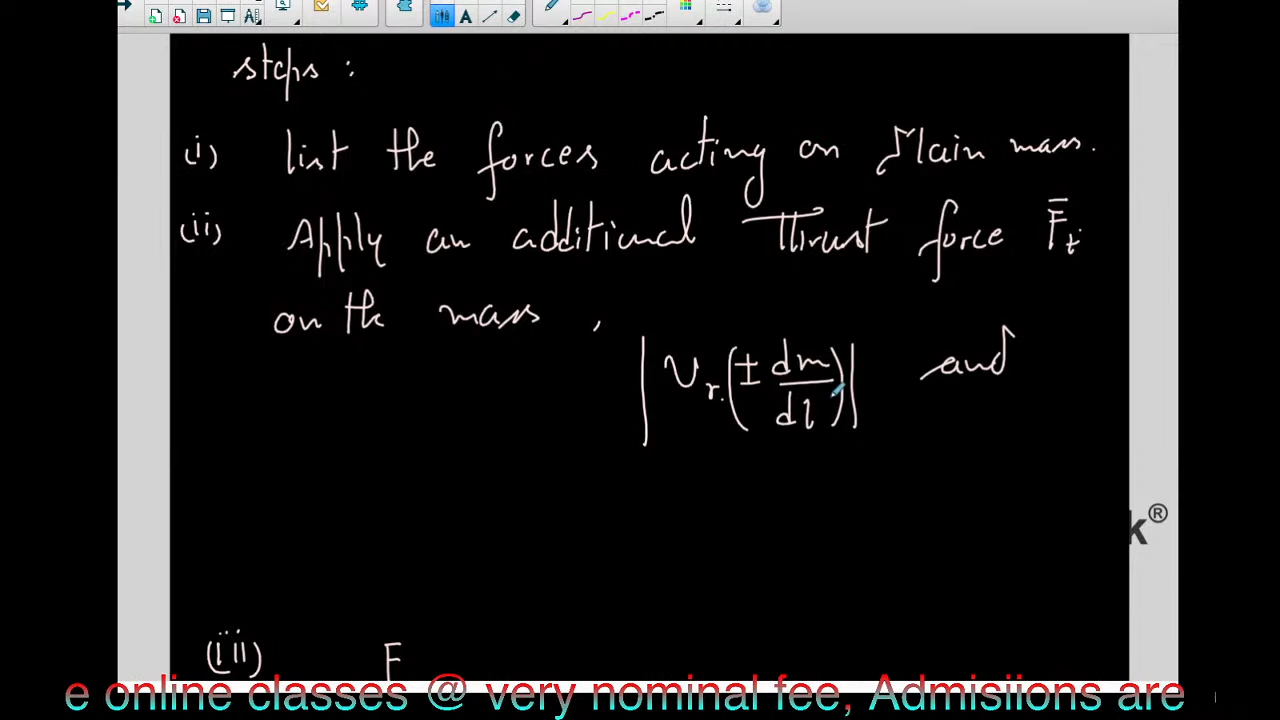 steps :
(i) List the forces acting on Main mass.
(ii) Apply an additional Thrust force F̄t
on the mass ,
| Vr. (± dm/dt) | and
k®
(iii) F
e online classes @ very nominal fee, Admisiions are